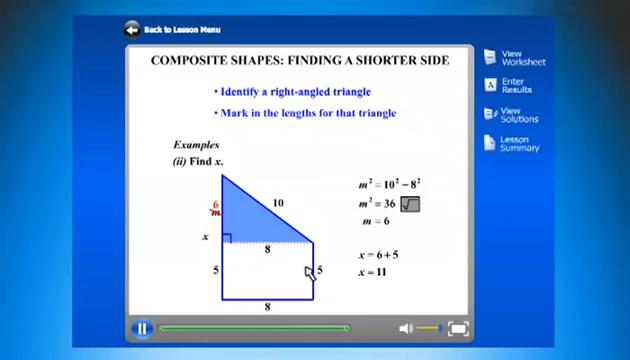 Back to Lesson Menu
COMPOSITE SHAPES: FINDING A SHORTER SIDE
• Identify a right-angled triangle
• Mark in the lengths for that triangle
Examples
(ii) Find x.
6
m
10
x
8
5
5
8
m² = 10² − 8²
m² = 36 √
m = 6
x = 6 + 5
x = 11
View
Worksheet
Enter
Results
View
Solutions
Lesson
Summary